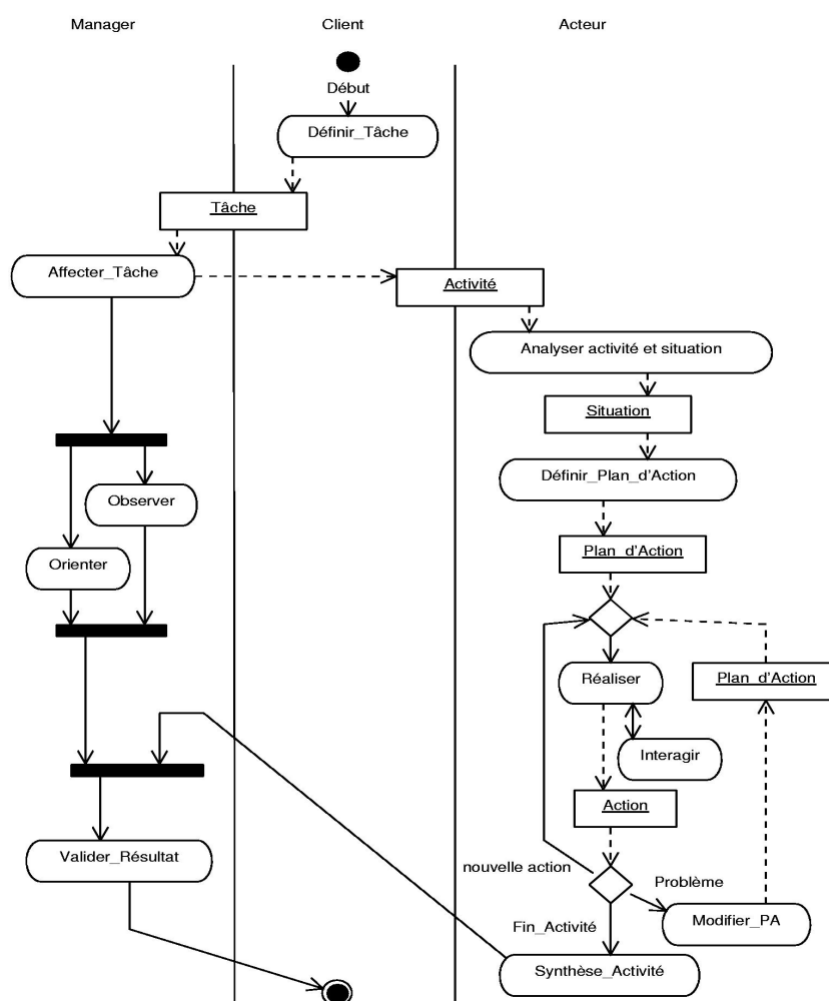 Manager
Client
Acteur
Début
Définir_Tâche
Tâche
Affecter_Tâche
Activité
Analyser activité et situation
Situation
Définir_Plan_d'Action
Observer
Plan_d'Action
Orienter
Réaliser
Plan_d'Action
Interagir
Action
Valider_Résultat
nouvelle action
Problème
Modifier_PA
Fin_Activité
Synthèse_Activité